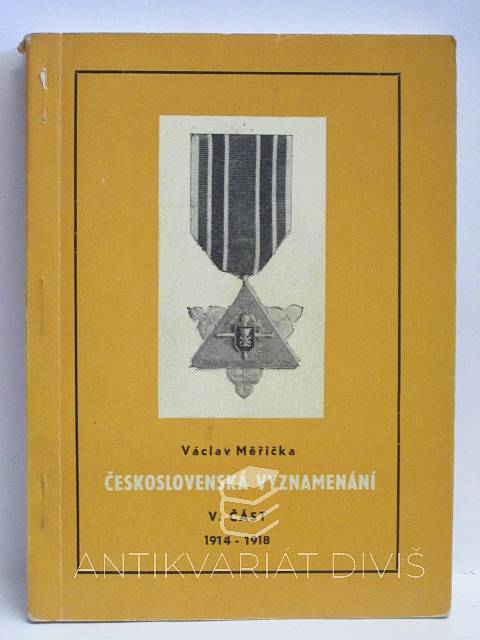 Václav Měřička
ČESKOSLOVENSKÁ VYZNAMENÁNÍ
V. ČÁST
1914 - 1918
ANTIKVARIÁT DIVIŠ